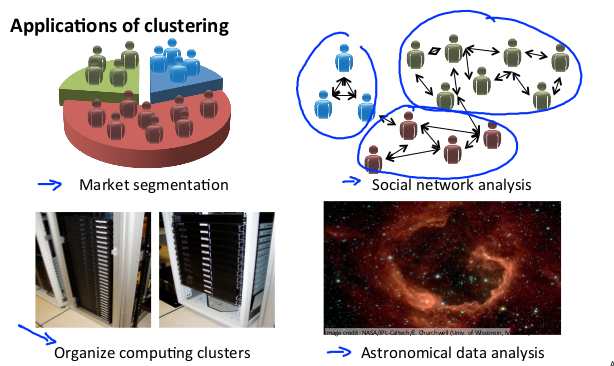 Applications of clustering
Market segmentation
Social network analysis
Image credit: NASA/JPL-Caltech/E. Churchwell (Univ. of Wisconsin,
Organize computing clusters
Astronomical data analysis
A